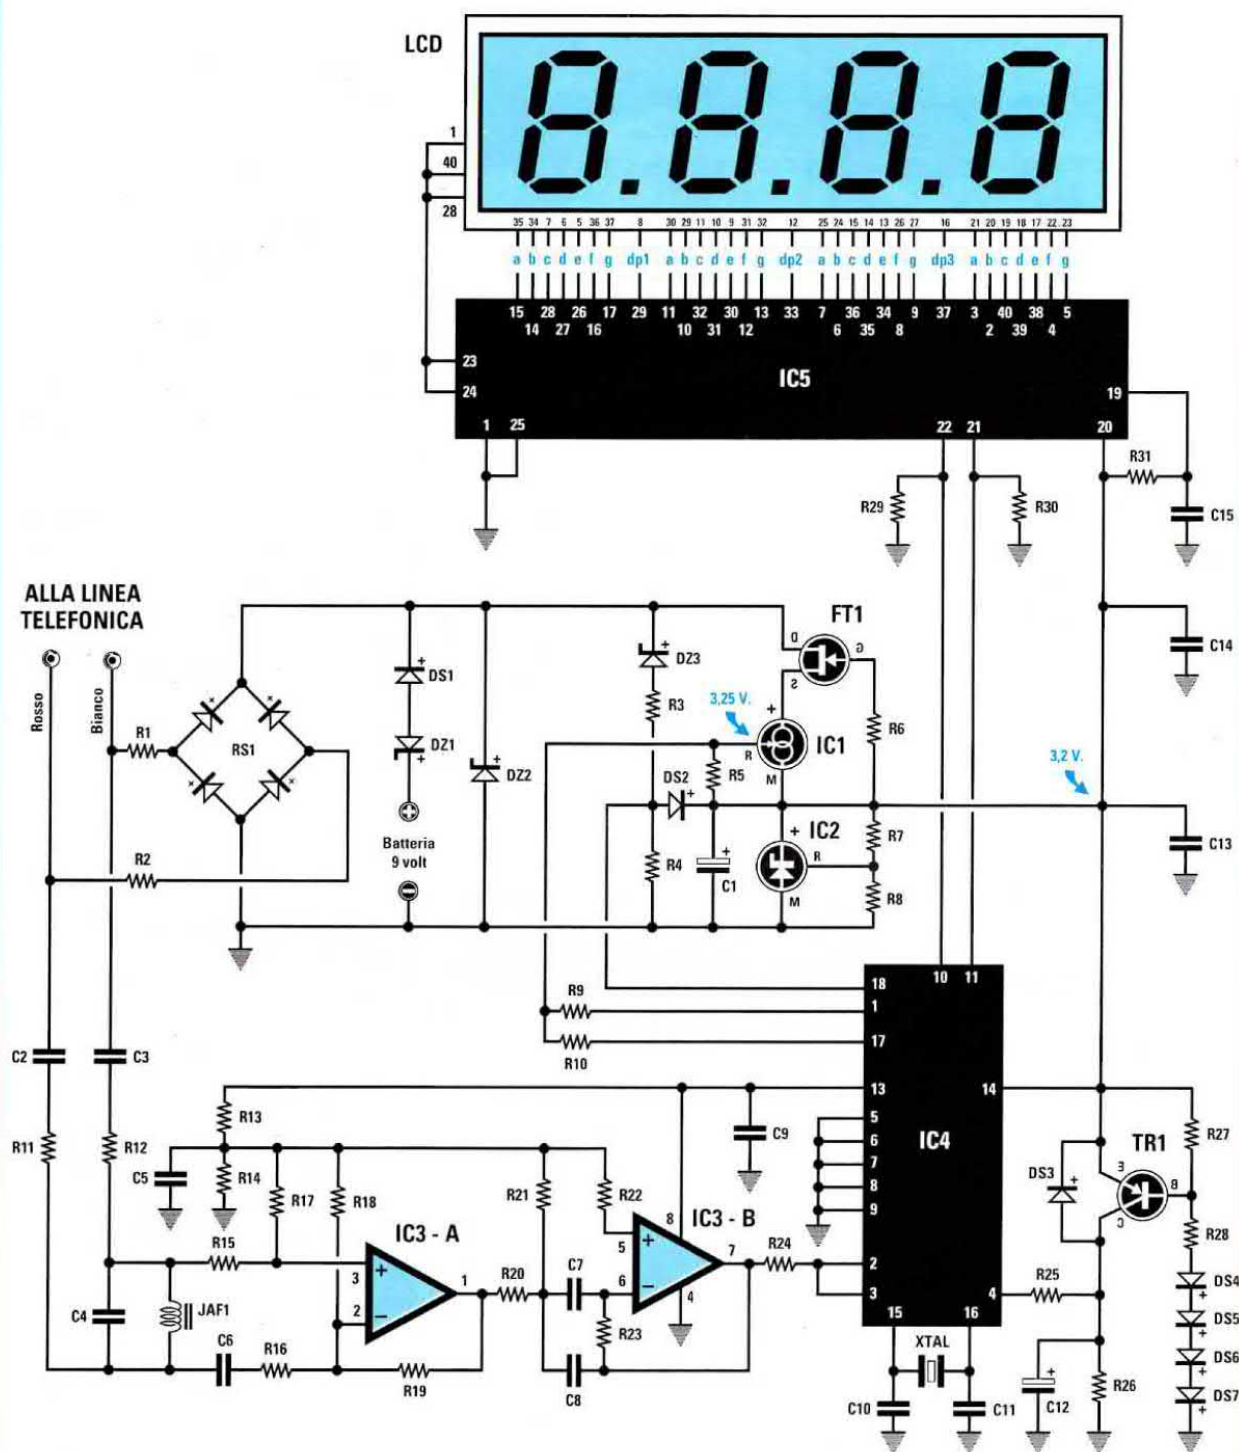 LCD
1
40
28
35 34 7 6 5 36 37 8 30 29 11 10 9 31 32 12 25 24 15 14 13 26 27 16 21 20 19 18 17 22 23
a b c d e f g dp1 a b c d e f g dp2 a b c d e f g dp3 a b c d e f g
15 28 26 17 29 11 32 30 13 33 7 36 34 9 37 3 40 38 5
14 27 16 10 31 12 6 35 8 2 39 4
23
24
IC5
19
1 25 22 21 20
R31
R29
R30
C15
ALLA LINEA
TELEFONICA
Rosso
Bianco
R1
RS1
R2
DS1
DZ1
Batteria
9 volt
DZ2
DZ3
R3
3,25 V.
FT1
D
G
S
+
IC1
R
M
R5
R6
DS2
+
R4
C1
+
IC2
R
M
R7
R8
3,2 V.
C14
C13
10 11
18
1
17
R9
R10
C2
C3
R11
R12
R13
R14
C5
R17
R18
R21
R22
C9
13
5
6
7
8
9
IC4
14
2
3
4
15 16
R27
TR1
E
B
C
DS3
R28
DS4
DS5
DS6
DS7
R25
R26
C12
R15
IC3 - A
3
2
1
+
−
C4
JAF1
C6
R16
R19
R20
C7
C8
R23
IC3 - B
8
5
6
7
4
+
−
R24
XTAL
C10
C11